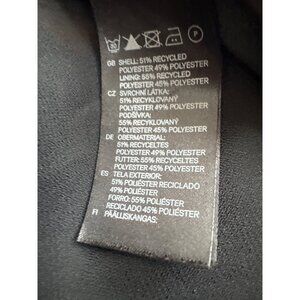 GB SHELL: 51% RECYCLED
POLYESTER 49% POLYESTER
LINING: 55% RECYCLED
POLYESTER 45% POLYESTER
CZ SVRCHNÍ LÁTKA:
51% RECYKLOVANÝ
POLYESTER 49% POLYESTER
PODŠÍVKA:
55% RECYKLOVANÝ
POLYESTER 45% POLYESTER
DE OBERMATERIAL:
51% RECYCELTES
POLYESTER 49% POLYESTER
FUTTER: 55% RECYCELTES
POLYESTER 45% POLYESTER
ES TELA EXTERIOR:
51% POLIÉSTER RECICLADO
49% POLIÉSTER
FORRO: 55% POLIÉSTER
RECICLADO 45% POLIÉSTER
FI PÄÄLLIKANGAS: